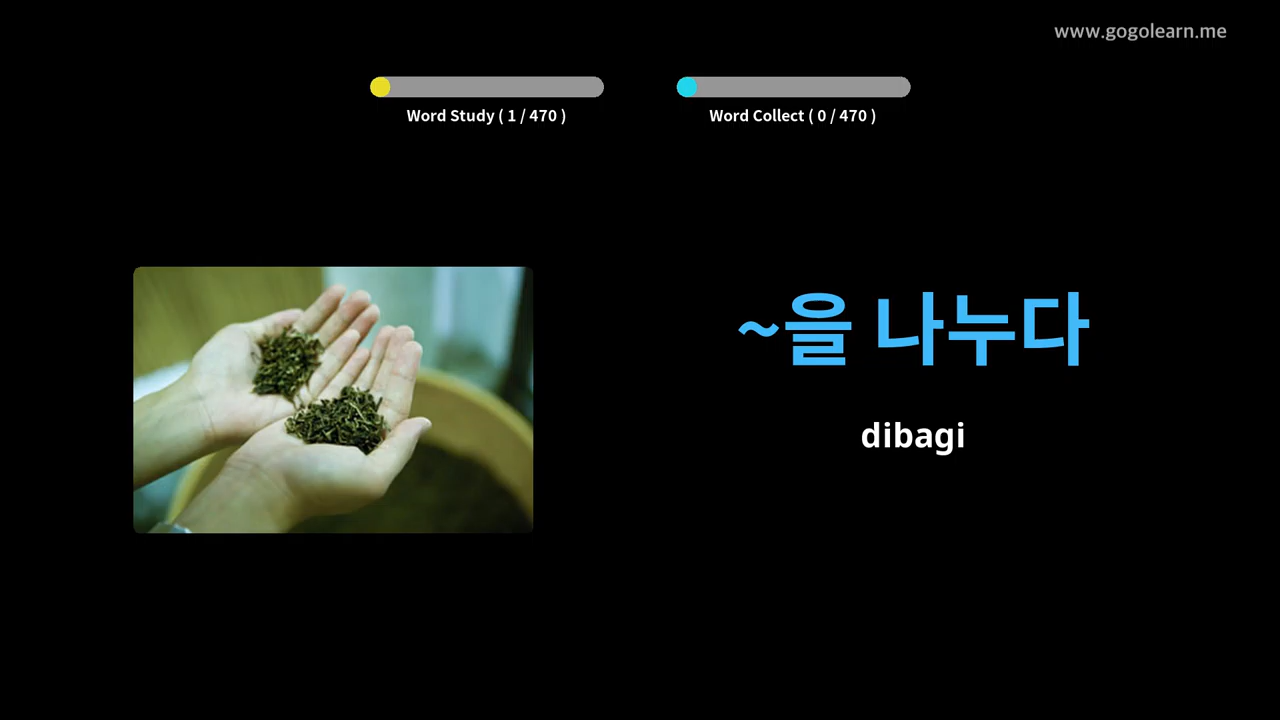 www.gogolearn.me
Word Study ( 1 / 470 )
Word Collect ( 0 / 470 )
~을 나누다
dibagi